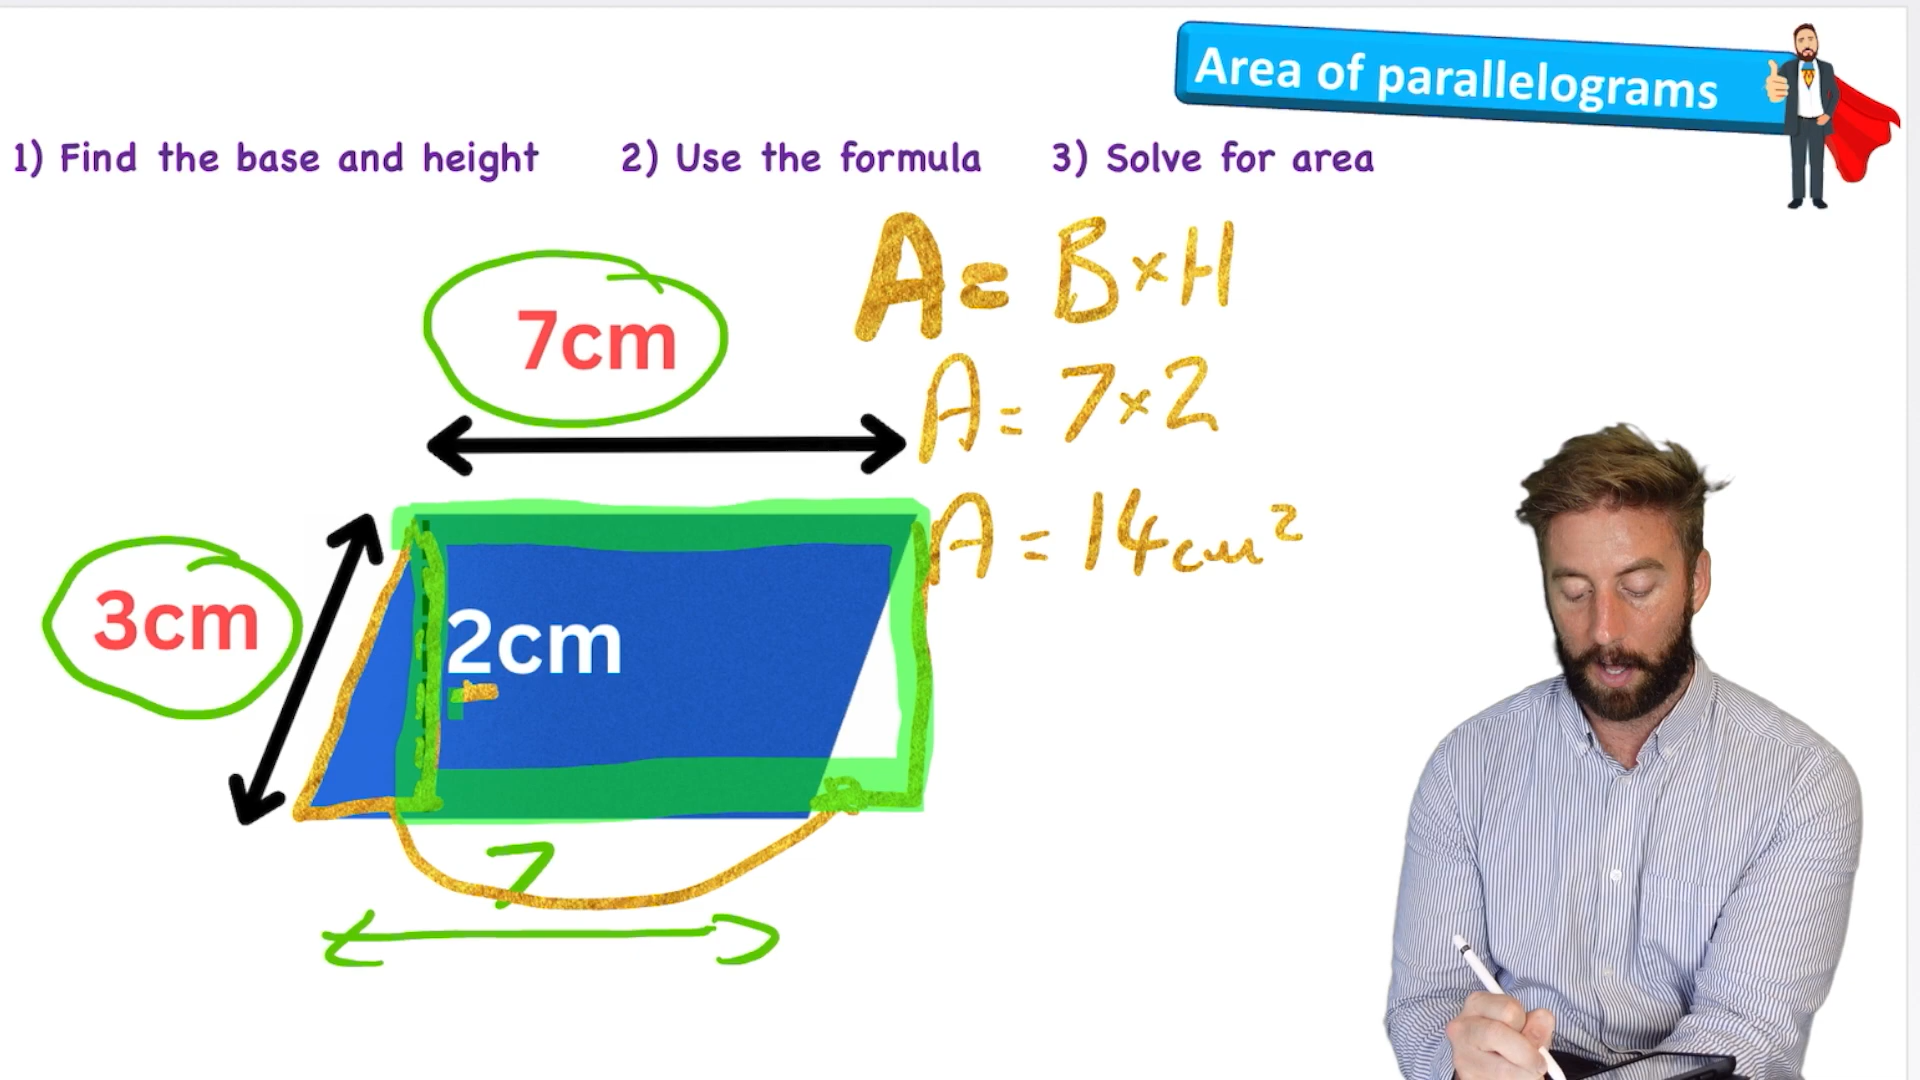 Area of parallelograms
1) Find the base and height 2) Use the formula 3) Solve for area
A = B × H
7cm
A = 7 × 2
A = 14cm²
3cm
2cm
7